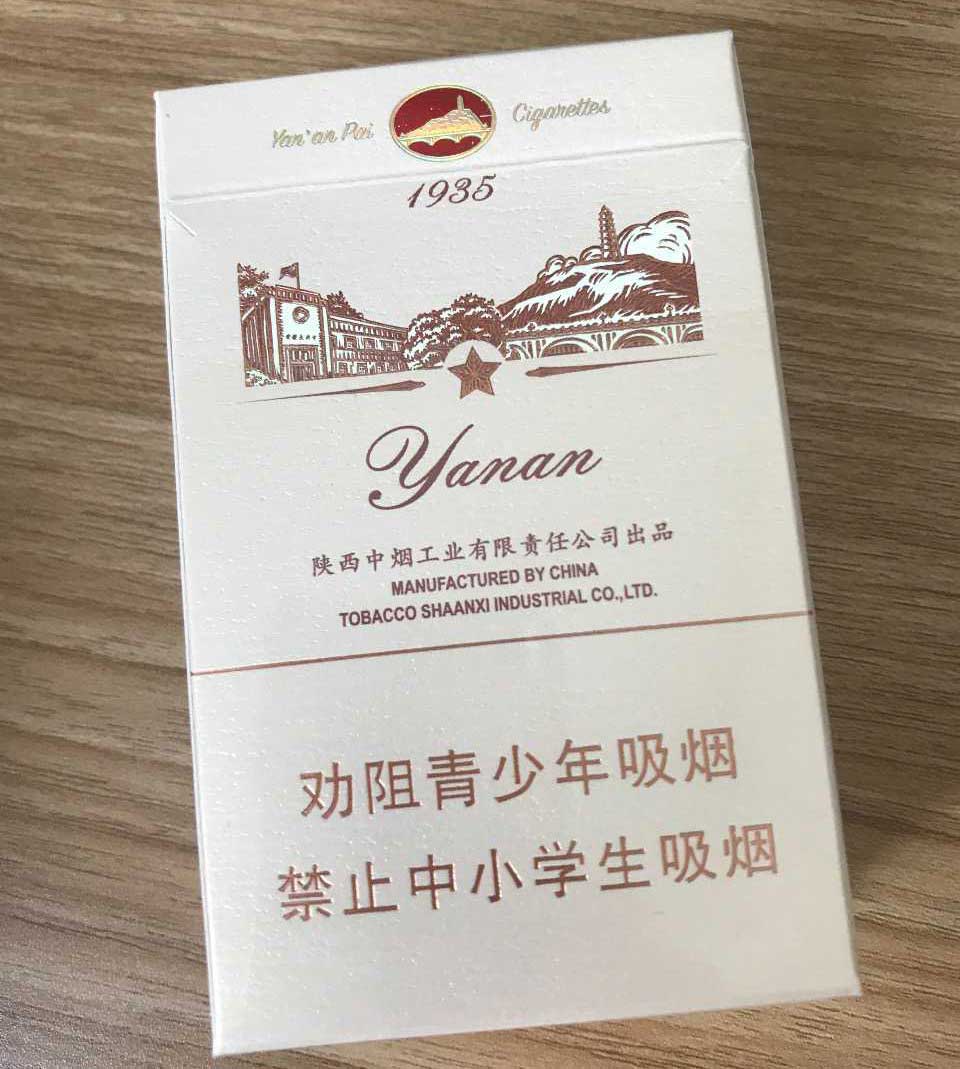 Yan'an Pai Cigarettes
1935
Yanan
陕西中烟工业有限责任公司出品
MANUFACTURED BY CHINA
TOBACCO SHAANXI INDUSTRIAL CO.,LTD.
劝阻青少年吸烟
禁止中小学生吸烟